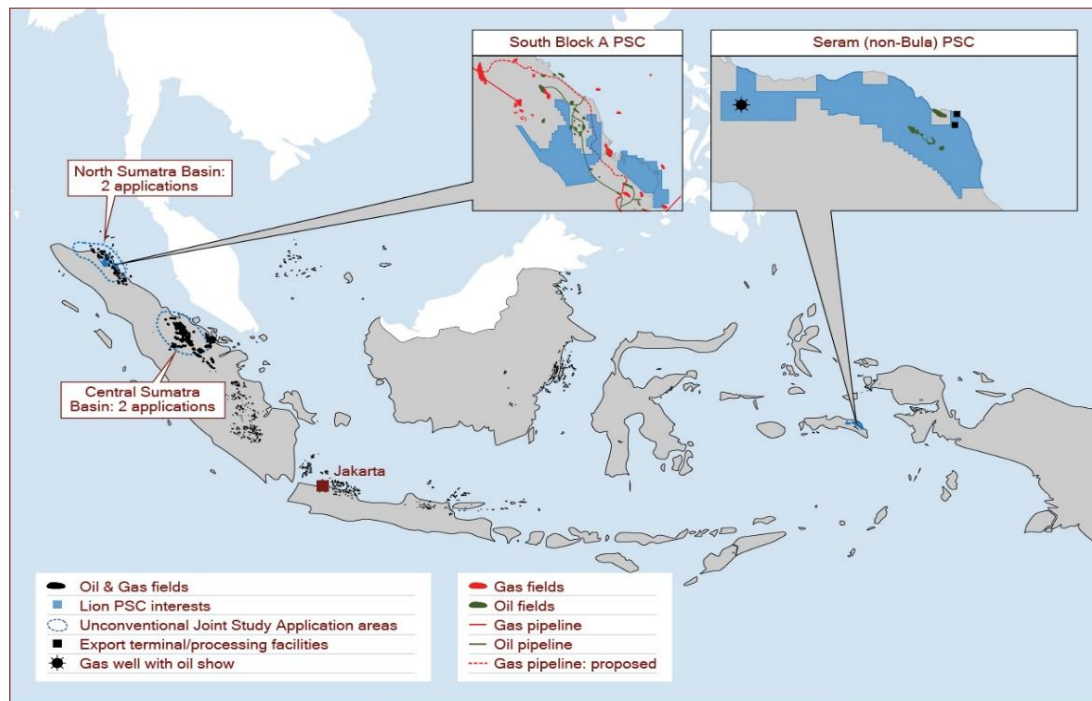 South Block A PSC
Seram (non-Bula) PSC
North Sumatra Basin:
2 applications
Central Sumatra
Basin: 2 applications
Jakarta
Oil & Gas fields
Lion PSC interests
Unconventional Joint Study Application areas
Export terminal/processing facilities
Gas well with oil show
Gas fields
Oil fields
Gas pipeline
Oil pipeline
Gas pipeline: proposed